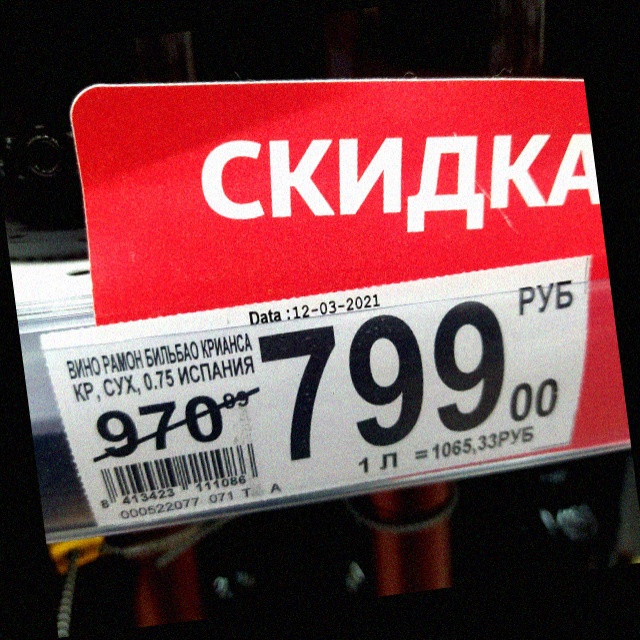 СКИДКА
Data :12-03-2021
ВИНО РАМОН БИЛЬБАО КРИАНСА
КР, СУХ, 0.75 ИСПАНИЯ
970 89
799 00
РУБ
1 Л =1065,33РУБ
8 413423 111086
000522077 071 Т А